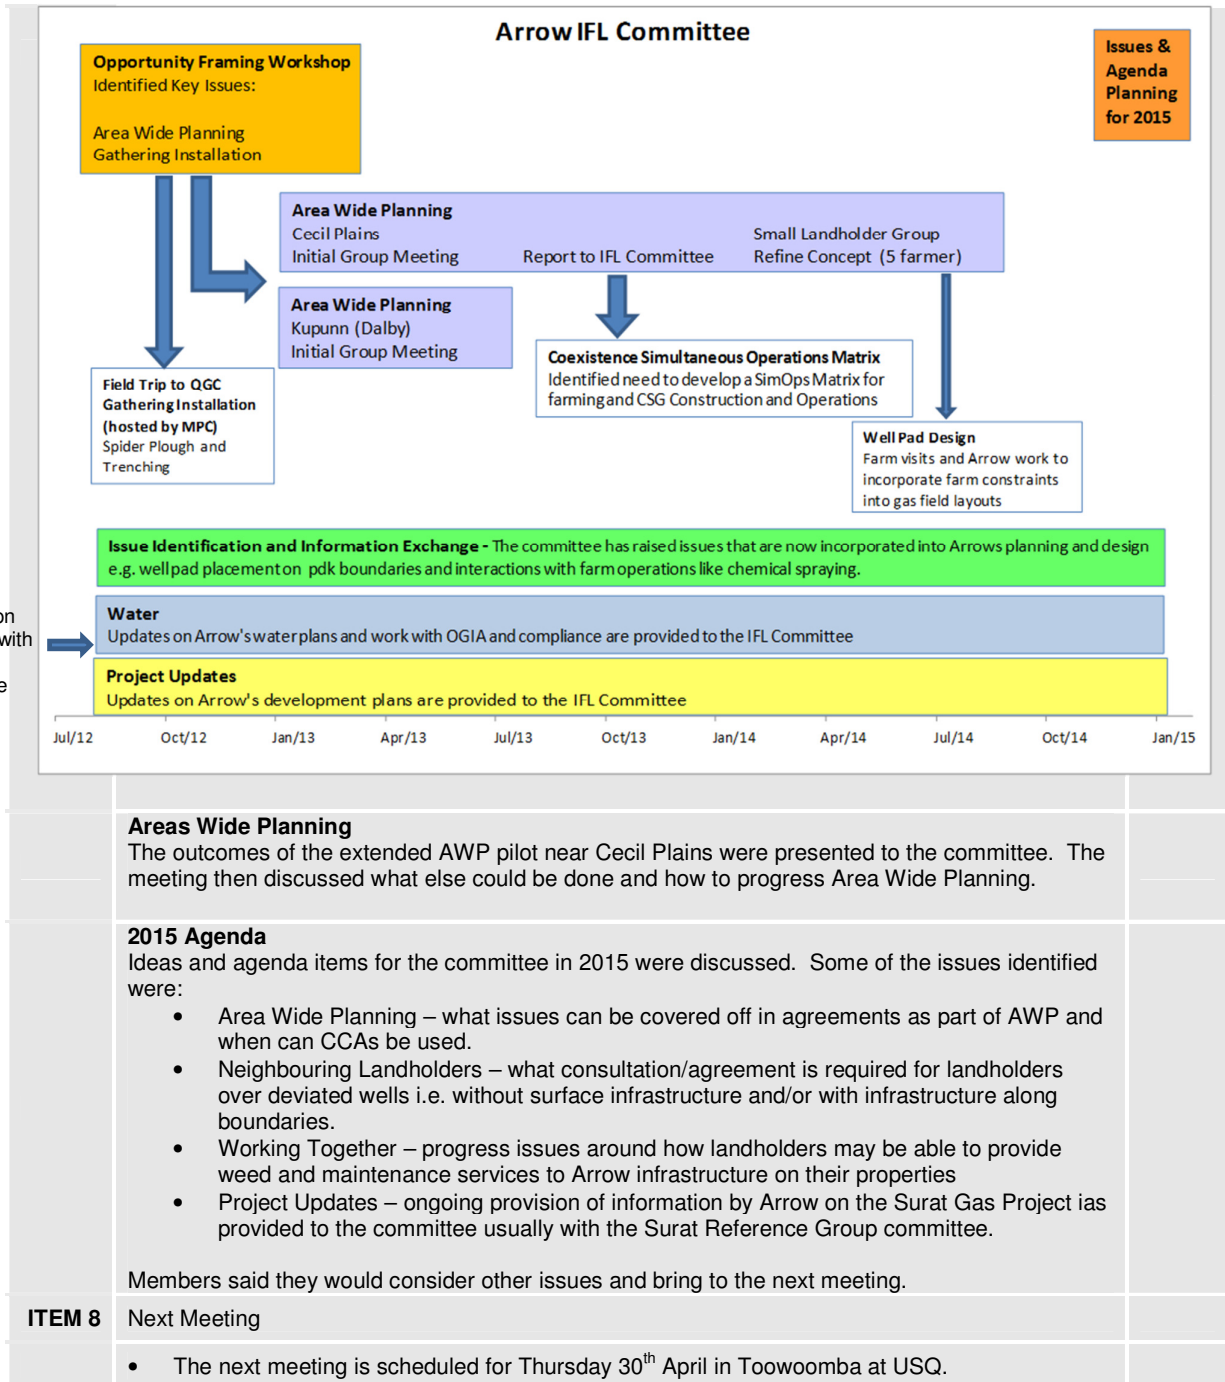 Arrow IFL Committee
Issues &
Agenda
Planning
for 2015
Opportunity Framing Workshop
Identified Key Issues:
Area Wide Planning
Gathering Installation
Area Wide Planning
Cecil Plains
Initial Group Meeting
Report to IFL Committee
Small Landholder Group
Refine Concept (5 farmer)
Area Wide Planning
Kupunn (Dalby)
Initial Group Meeting
Field Trip to QGC
Gathering Installation
(hosted by MPC)
Spider Plough and
Trenching
Coexistence Simultaneous Operations Matrix
Identified need to develop a SimOps Matrix for
farming and CSG Construction and Operations
Well Pad Design
Farm visits and Arrow work to
incorporate farm constraints
into gas field layouts
Issue Identification and Information Exchange - The committee has raised issues that are now incorporated into Arrows planning and design
e.g. well pad placement on pdk boundaries and interactions with farm operations like chemical spraying.
on
with
e
Water
Updates on Arrow's water plans and work with OGIA and compliance are provided to the IFL Committee
Project Updates
Updates on Arrow's development plans are provided to the IFL Committee
Jul/12 Oct/12 Jan/13 Apr/13 Jul/13 Oct/13 Jan/14 Apr/14 Jul/14 Oct/14 Jan/15
Areas Wide Planning
The outcomes of the extended AWP pilot near Cecil Plains were presented to the committee. The
meeting then discussed what else could be done and how to progress Area Wide Planning.
2015 Agenda
Ideas and agenda items for the committee in 2015 were discussed. Some of the issues identified
were:
• Area Wide Planning – what issues can be covered off in agreements as part of AWP and
when can CCAs be used.
• Neighbouring Landholders – what consultation/agreement is required for landholders
over deviated wells i.e. without surface infrastructure and/or with infrastructure along
boundaries.
• Working Together – progress issues around how landholders may be able to provide
weed and maintenance services to Arrow infrastructure on their properties
• Project Updates – ongoing provision of information by Arrow on the Surat Gas Project ias
provided to the committee usually with the Surat Reference Group committee.
Members said they would consider other issues and bring to the next meeting.
ITEM 8 Next Meeting
• The next meeting is scheduled for Thursday 30th April in Toowoomba at USQ.